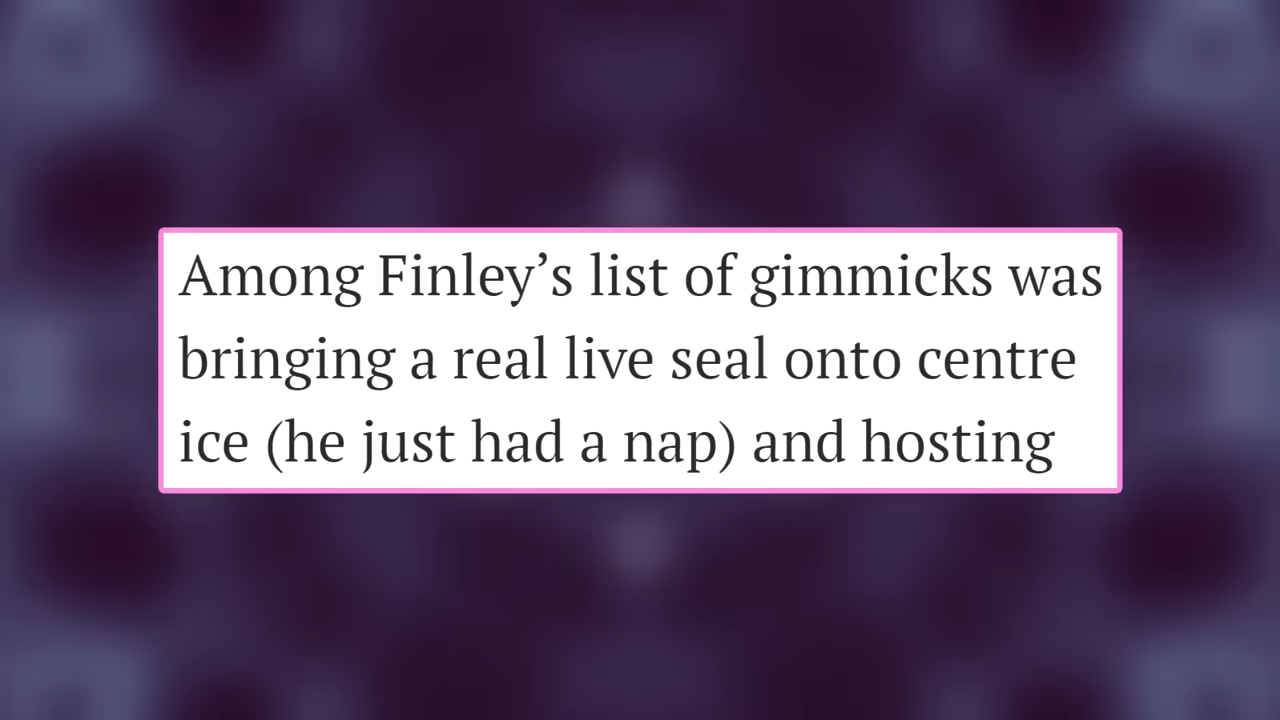 Among Finley’s list of gimmicks was
bringing a real live seal onto centre
ice (he just had a nap) and hosting